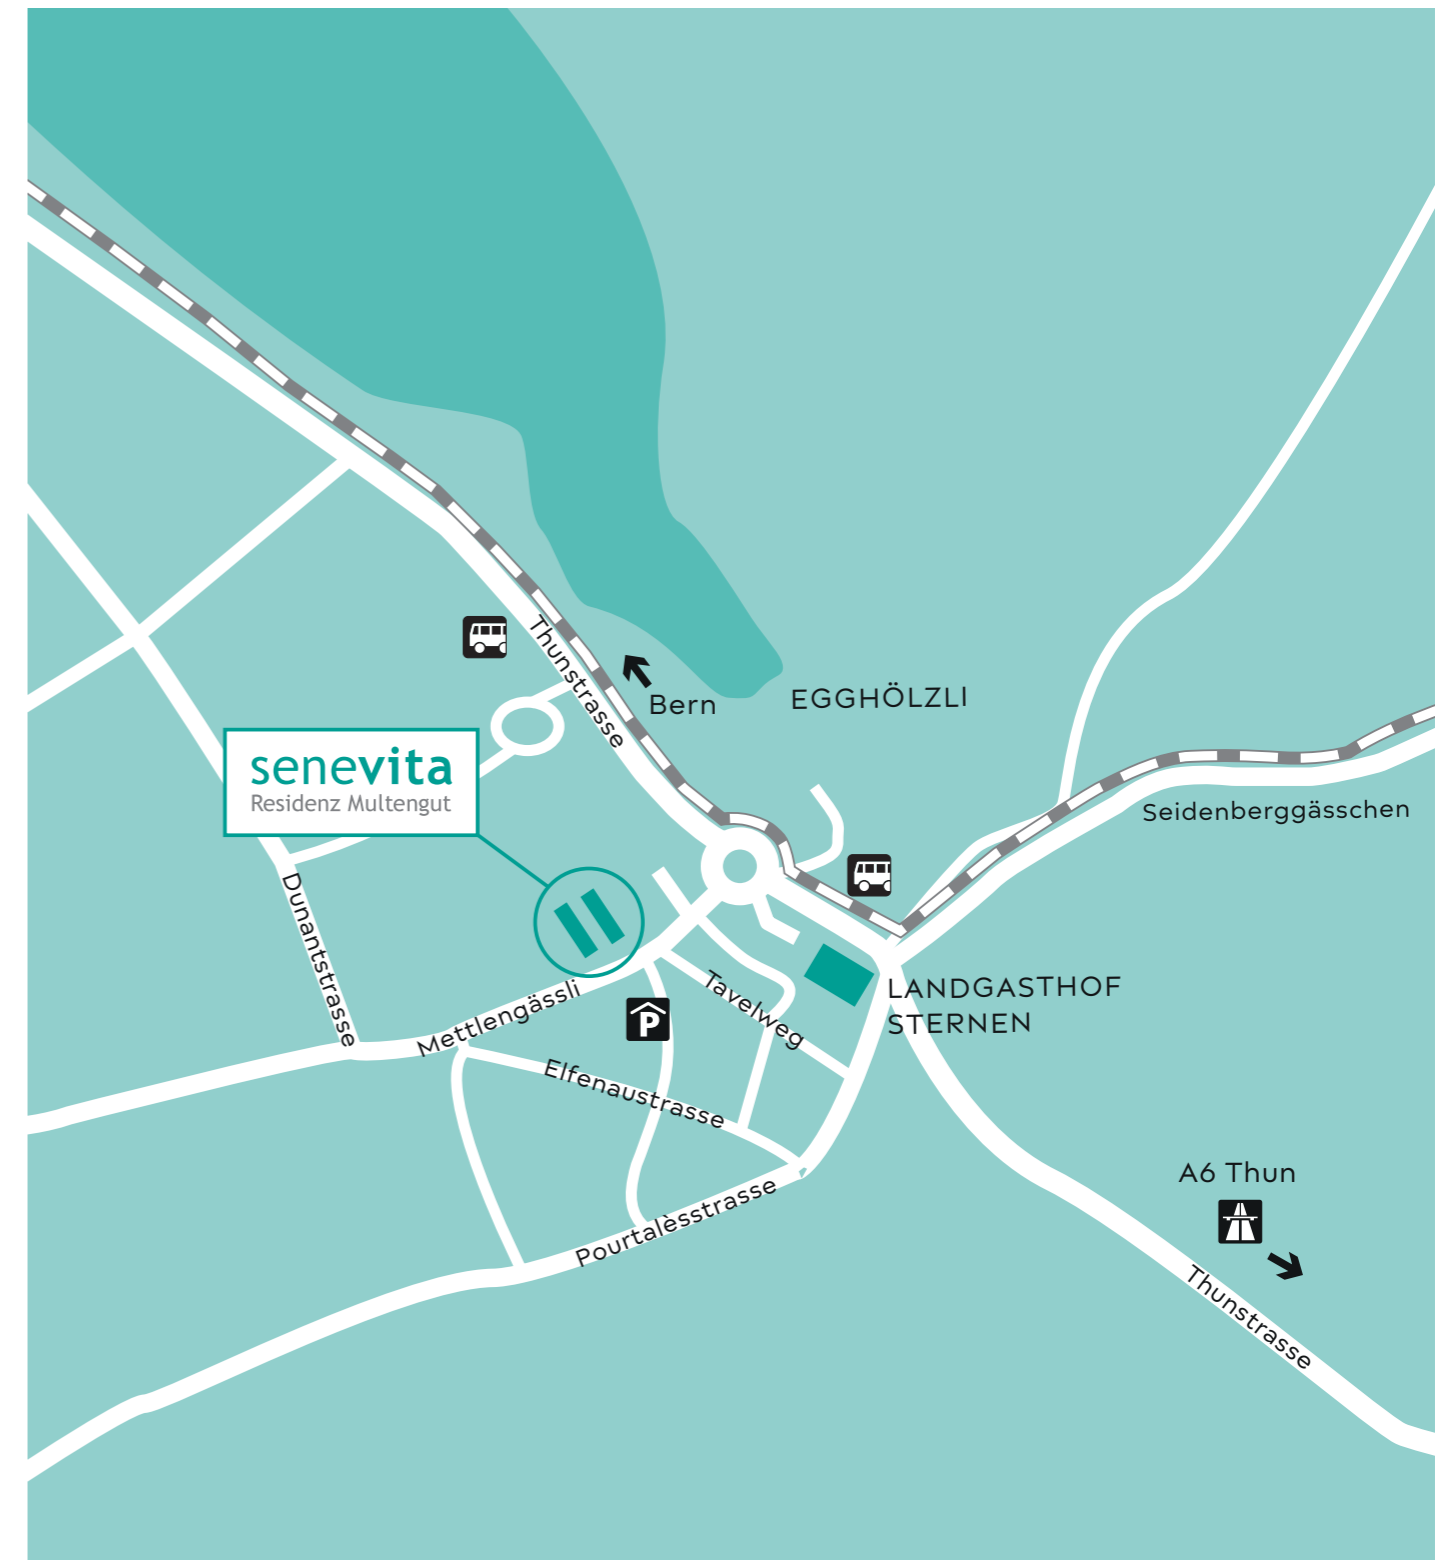 Thunstrasse
Bern
EGGHÖLZLI
senevita
Residenz Multengut
Seidenberggässchen
Dunantstrasse
LANDGASTHOF
STERNEN
Tavelweg
Mettlengässli
P
Elfenaustrasse
A6 Thun
Pourtalèsstrasse
Thunstrasse